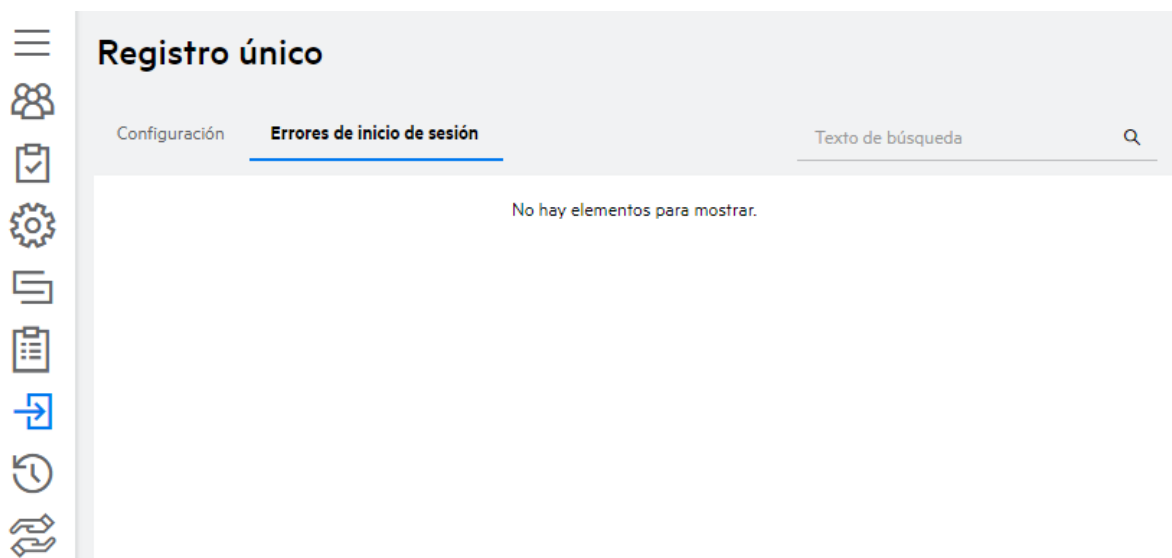 Registro único
Configuración
Errores de inicio de sesión
Texto de búsqueda
No hay elementos para mostrar.